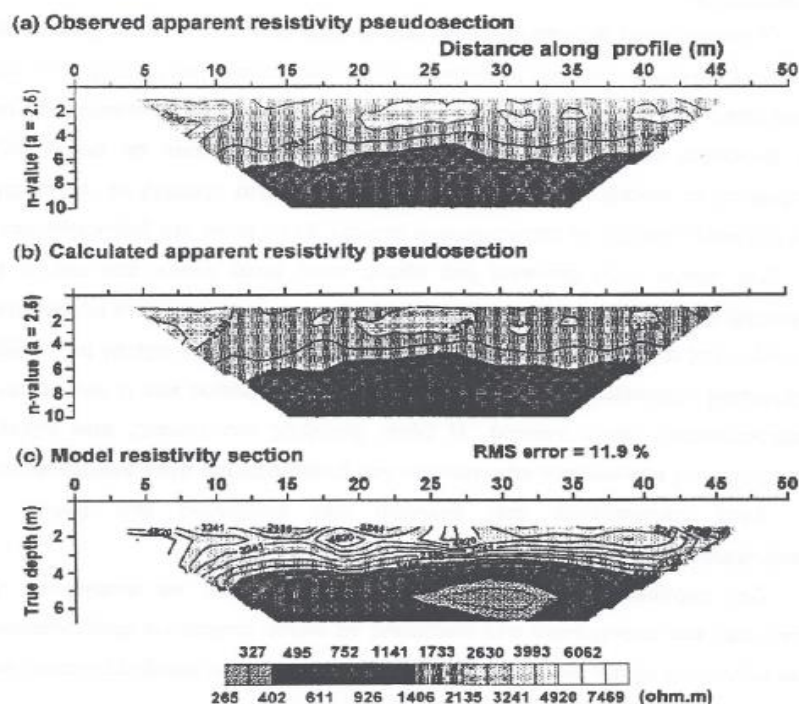 (a) Observed apparent resistivity pseudosection
Distance along profile (m)
0 5 10 15 20 25 30 35 40 45 50
n-value (a = 2.5)
2
4
6
8
10
(b) Calculated apparent resistivity pseudosection
n-value (a = 2.5)
2
4
6
8
10
(c) Model resistivity section
RMS error = 11.9 %
0 5 10 15 20 25 30 35 40 45 50
True depth (m)
0
2
4
6
4920 3241 2135 3241 4920 3241
327 495 752 1141 1733 2630 3993 6062
265 402 611 926 1406 2135 3241 4920 7469 (ohm.m)